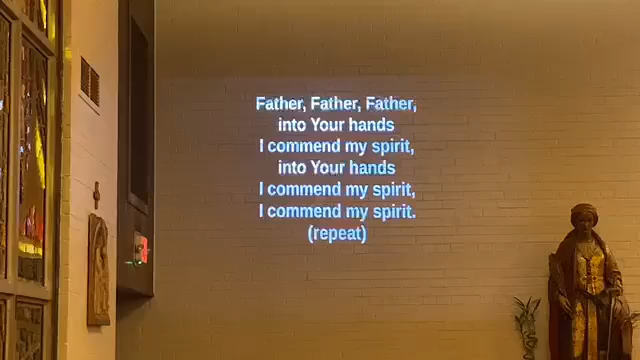 Father, Father, Father,
into Your hands
I commend my spirit,
into Your hands
I commend my spirit,
I commend my spirit.
(repeat)